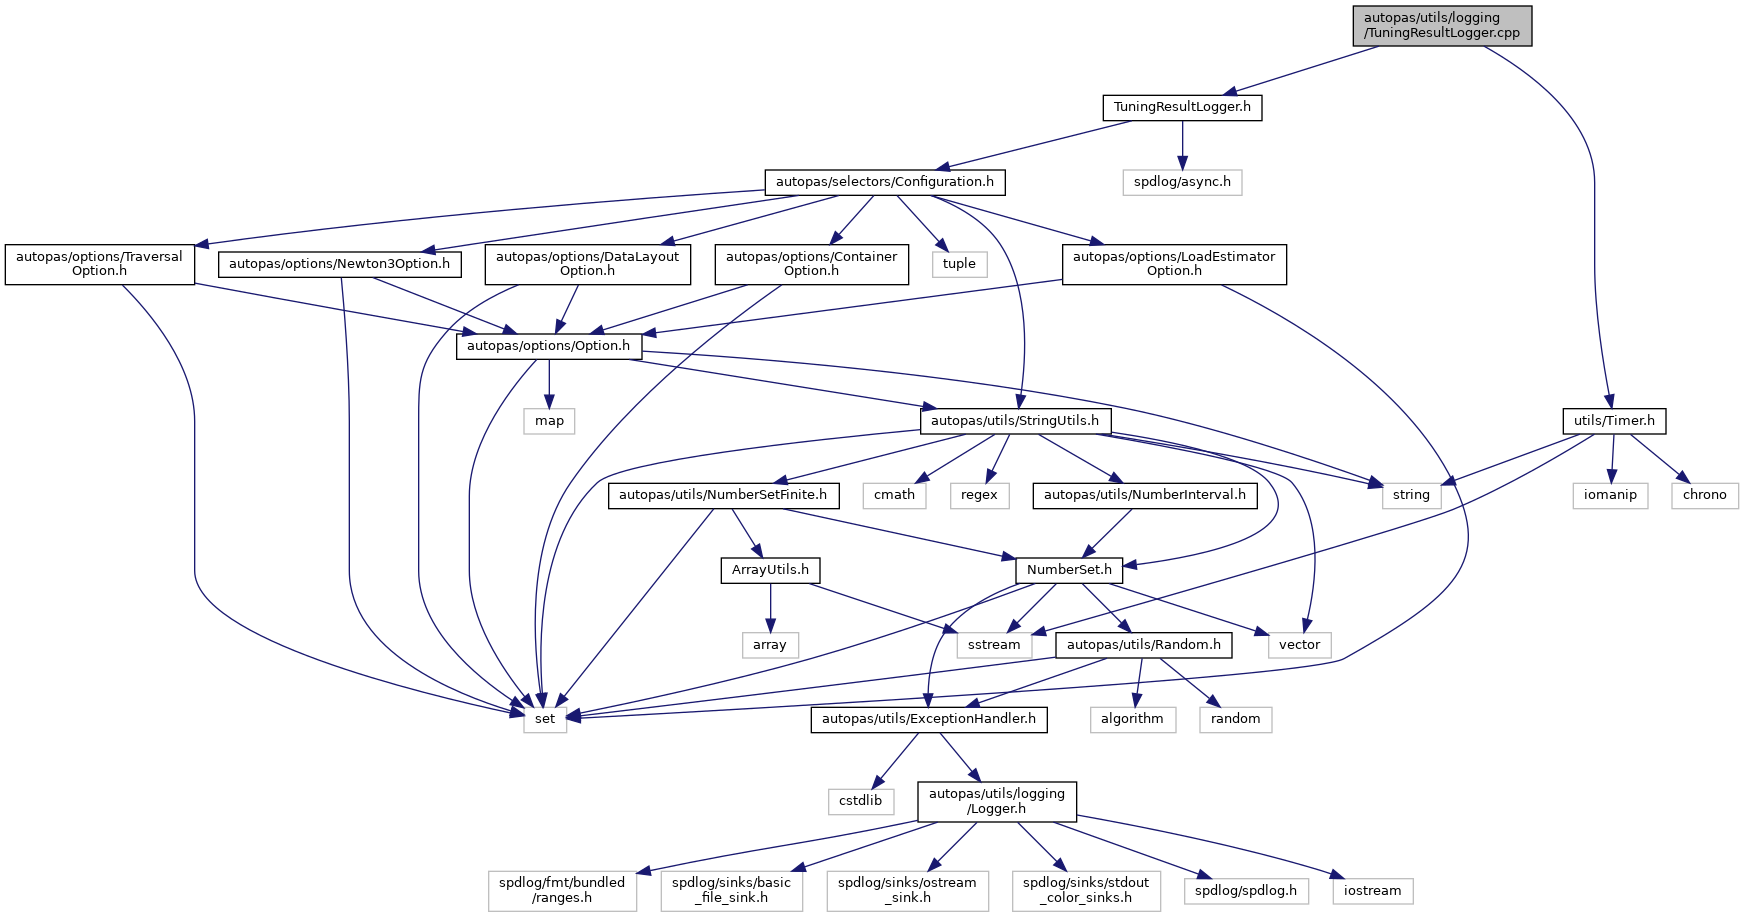 autopas/utils/logging
/TuningResultLogger.cpp
TuningResultLogger.h
autopas/selectors/Configuration.h
spdlog/async.h
autopas/options/Traversal
Option.h
autopas/options/Newton3Option.h
autopas/options/DataLayout
Option.h
autopas/options/Container
Option.h
tuple
autopas/options/LoadEstimator
Option.h
autopas/options/Option.h
map
autopas/utils/StringUtils.h
utils/Timer.h
autopas/utils/NumberSetFinite.h
cmath
regex
autopas/utils/NumberInterval.h
string
iomanip
chrono
ArrayUtils.h
NumberSet.h
array
sstream
autopas/utils/Random.h
vector
set
autopas/utils/ExceptionHandler.h
algorithm
random
cstdlib
autopas/utils/logging
/Logger.h
spdlog/fmt/bundled
/ranges.h
spdlog/sinks/basic
_file_sink.h
spdlog/sinks/ostream
_sink.h
spdlog/sinks/stdout
_color_sinks.h
spdlog/spdlog.h
iostream